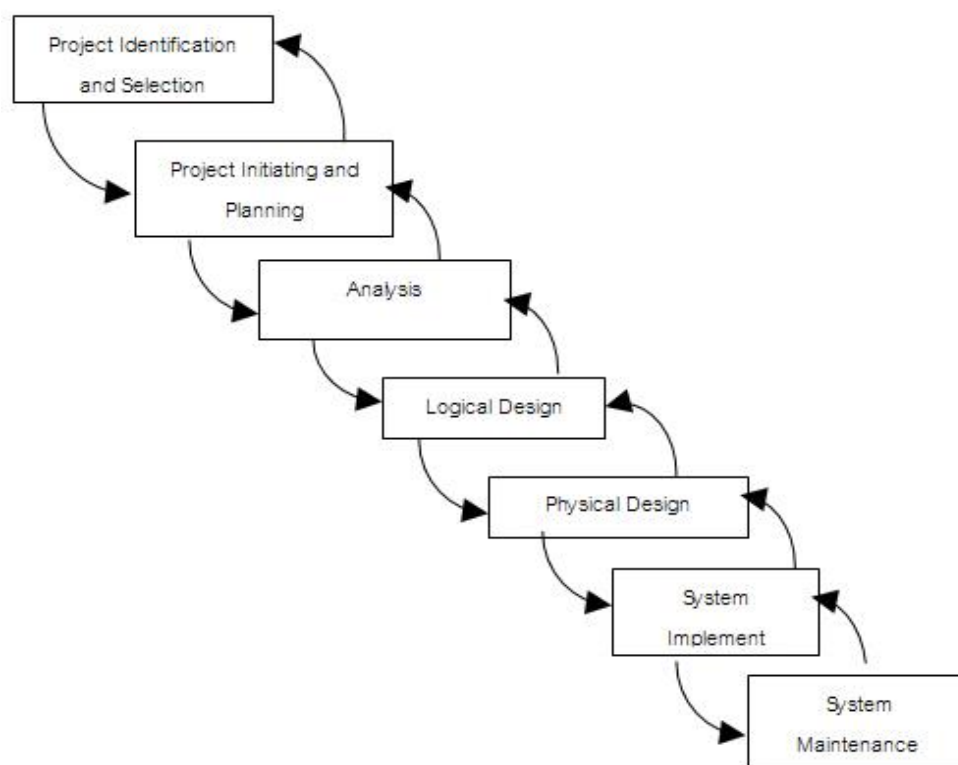 Project Identification
and Selection
Project Initiating and
Planning
Analysis
Logical Design
Physical Design
System
Implement
System
Maintenance